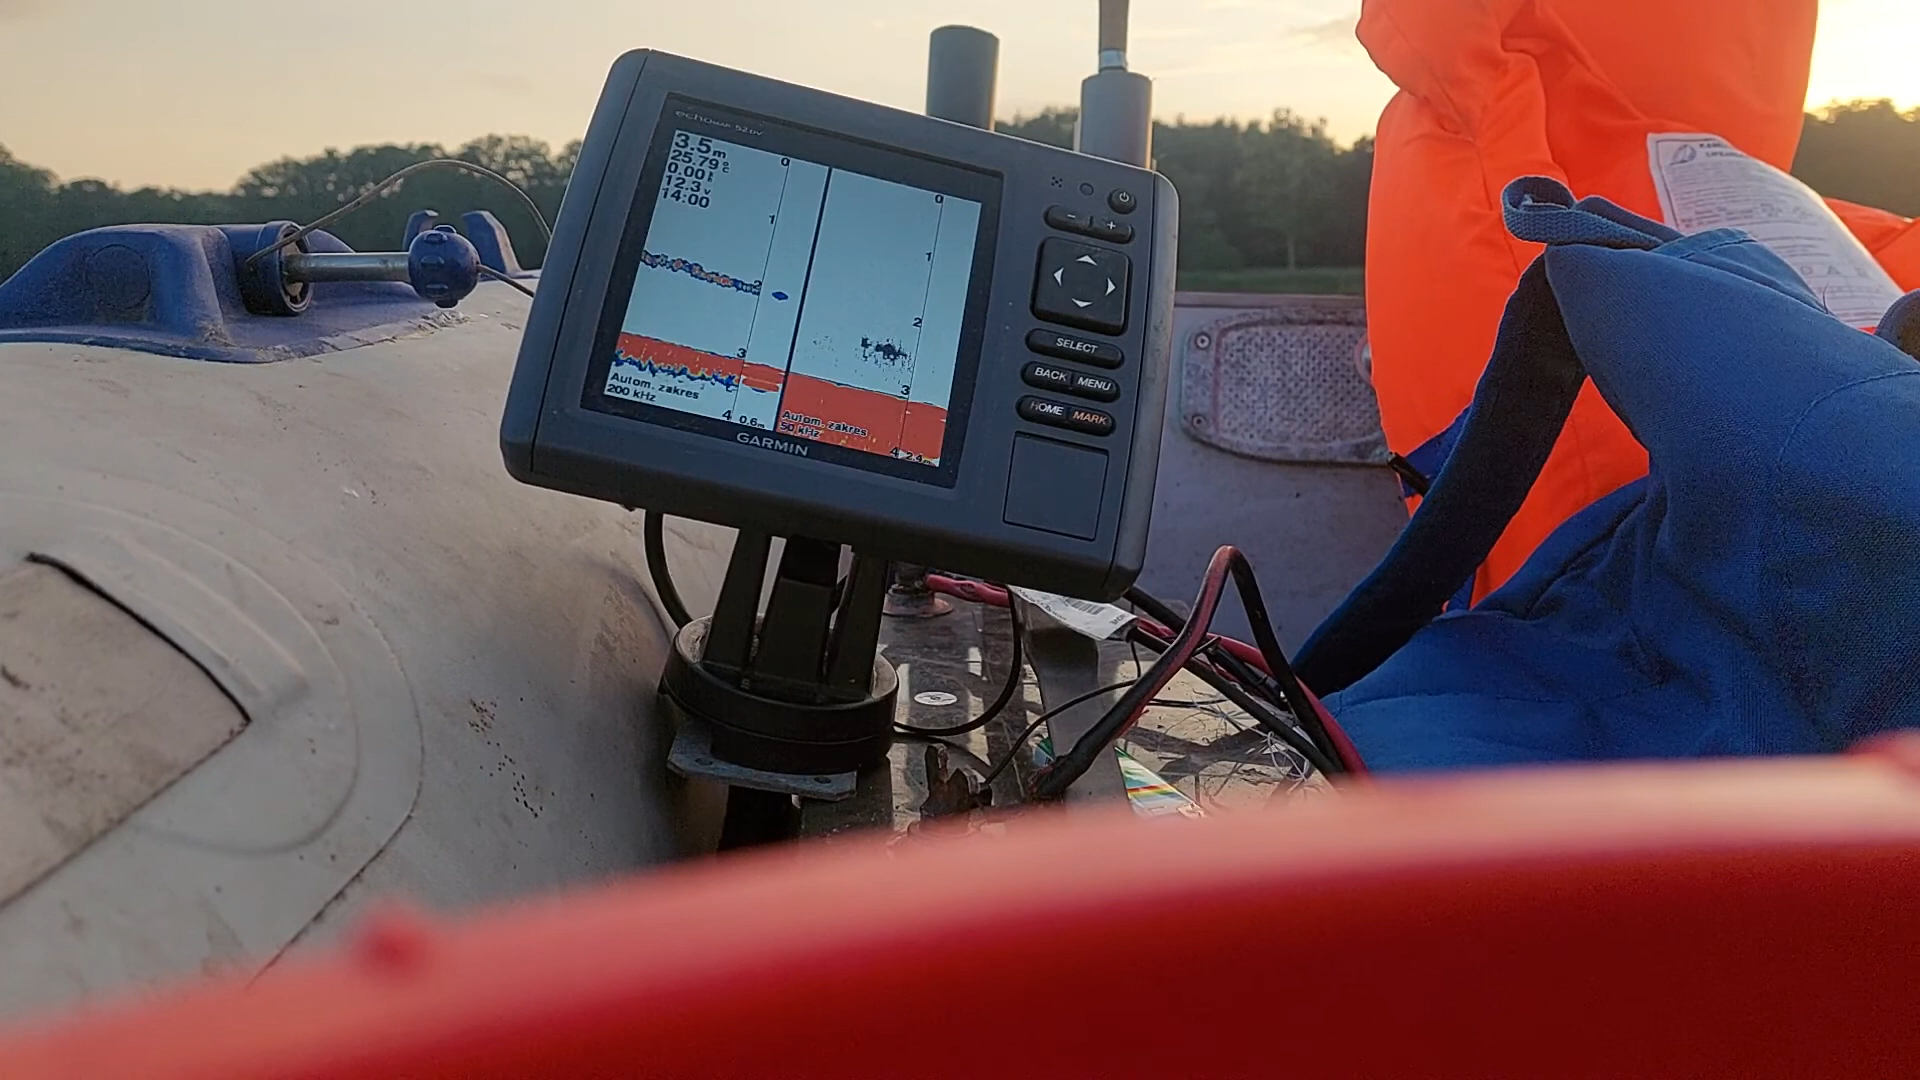 echoMAP 52DV
3.5m
25.79°C
0.00
12.3V
14:00
0
1
2
3
4
0.6m
Autom. zakres
200 kHz
0
1
2
3
4
2.4
Autom. zakres
50 kHz
GARMIN
- +
SELECT
BACK MENU
HOME MARK